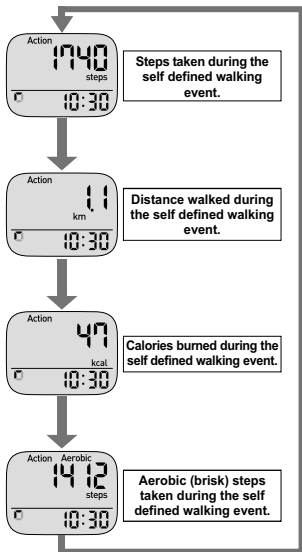 Action
1740
steps
10:30
Steps taken during the
self defined walking
event.
Action
1.1
km
10:30
Distance walked during
the self defined walking
event.
Action
47
kcal
10:30
Calories burned during the
self defined walking event.
Action Aerobic
1412
steps
10:30
Aerobic (brisk) steps
taken during the self
defined walking event.